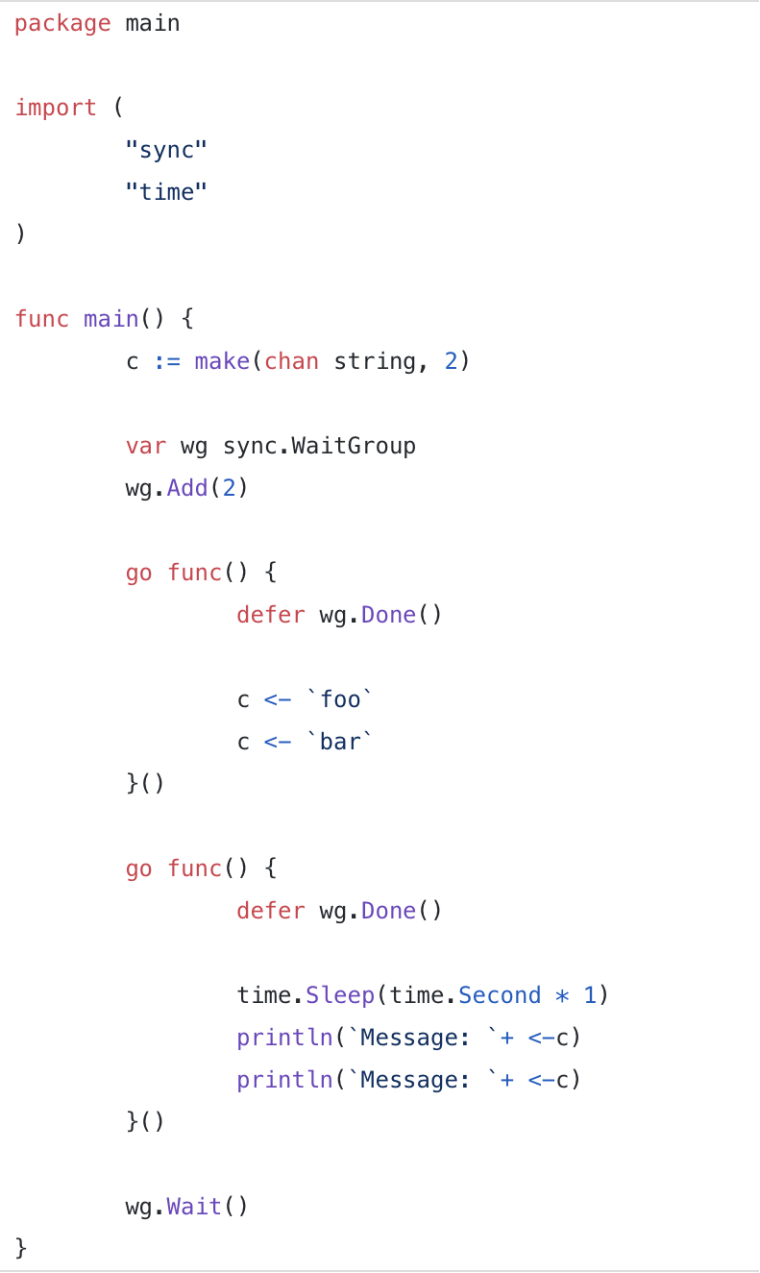 package main

import (
        "sync"
        "time"
)

func main() {
        c := make(chan string, 2)

        var wg sync.WaitGroup
        wg.Add(2)

        go func() {
                defer wg.Done()

                c <- `foo`
                c <- `bar`
        }()

        go func() {
                defer wg.Done()

                time.Sleep(time.Second * 1)
                println(`Message: `+ <-c)
                println(`Message: `+ <-c)
        }()

        wg.Wait()
}